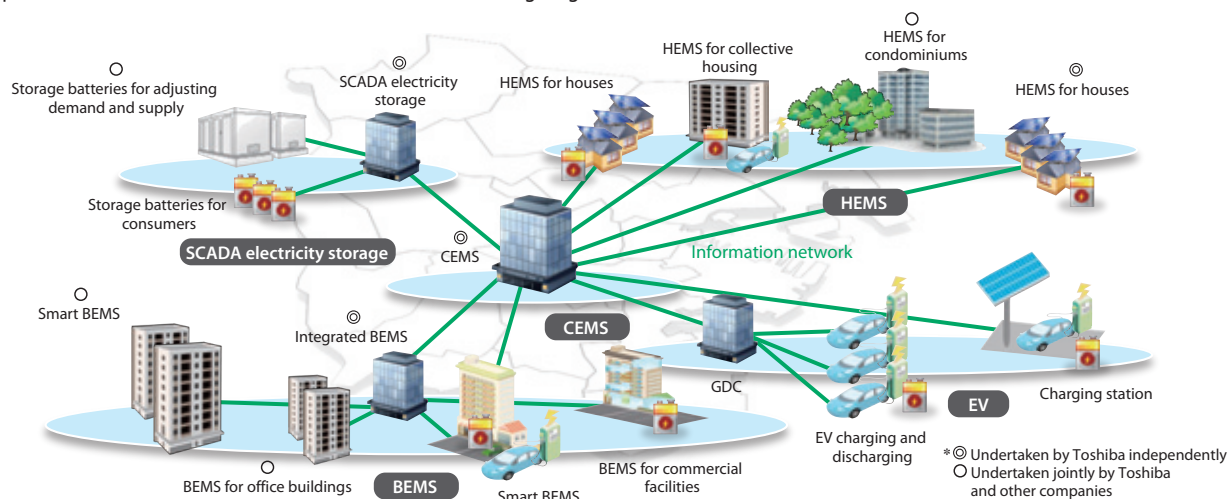 ○
Storage batteries for adjusting
demand and supply
◎
SCADA electricity
storage
Storage batteries for
consumers
SCADA electricity storage
HEMS for houses
HEMS for collective
housing
○
HEMS for
condominiums
◎
HEMS for houses
HEMS
◎
CEMS
Information network
CEMS
○
Smart BEMS
◎
Integrated BEMS
○
BEMS for office buildings
BEMS
Smart BEMS
BEMS for commercial
facilities
GDC
EV charging and
discharging
EV
Charging station
*◎ Undertaken by Toshiba independently
○ Undertaken jointly by Toshiba
and other companies